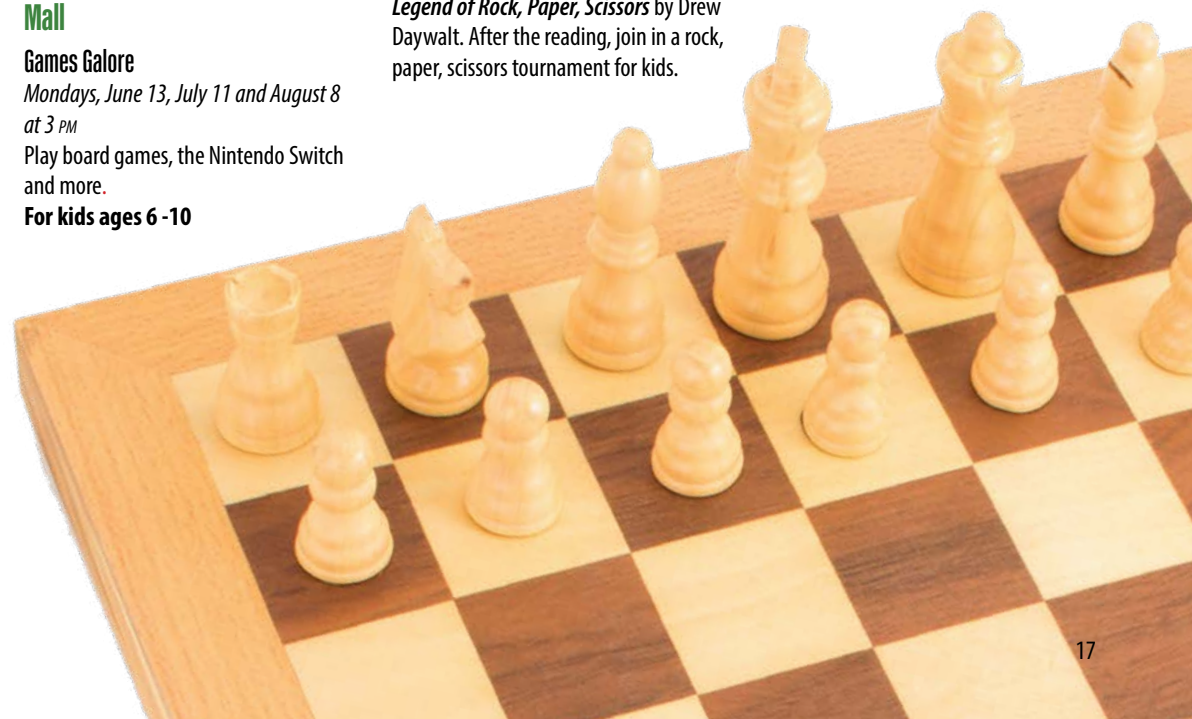 Mall
Games Galore
Mondays, June 13, July 11 and August 8
at 3 PM
Play board games, the Nintendo Switch
and more.
For kids ages 6 -10
Legend of Rock, Paper, Scissors by Drew
Daywalt. After the reading, join in a rock,
paper, scissors tournament for kids.
17